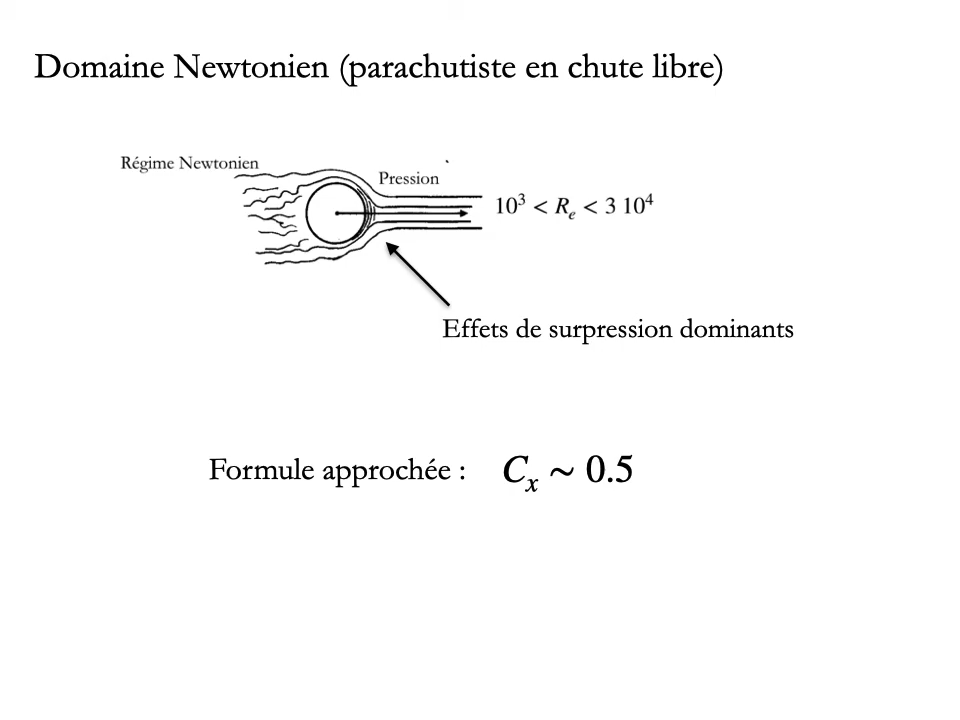 Domaine Newtonien (parachutiste en chute libre)
Régime Newtonien
Pression
10³ < Rₑ < 3 10⁴
Effets de surpression dominants
Formule approchée : Cₓ ~ 0.5